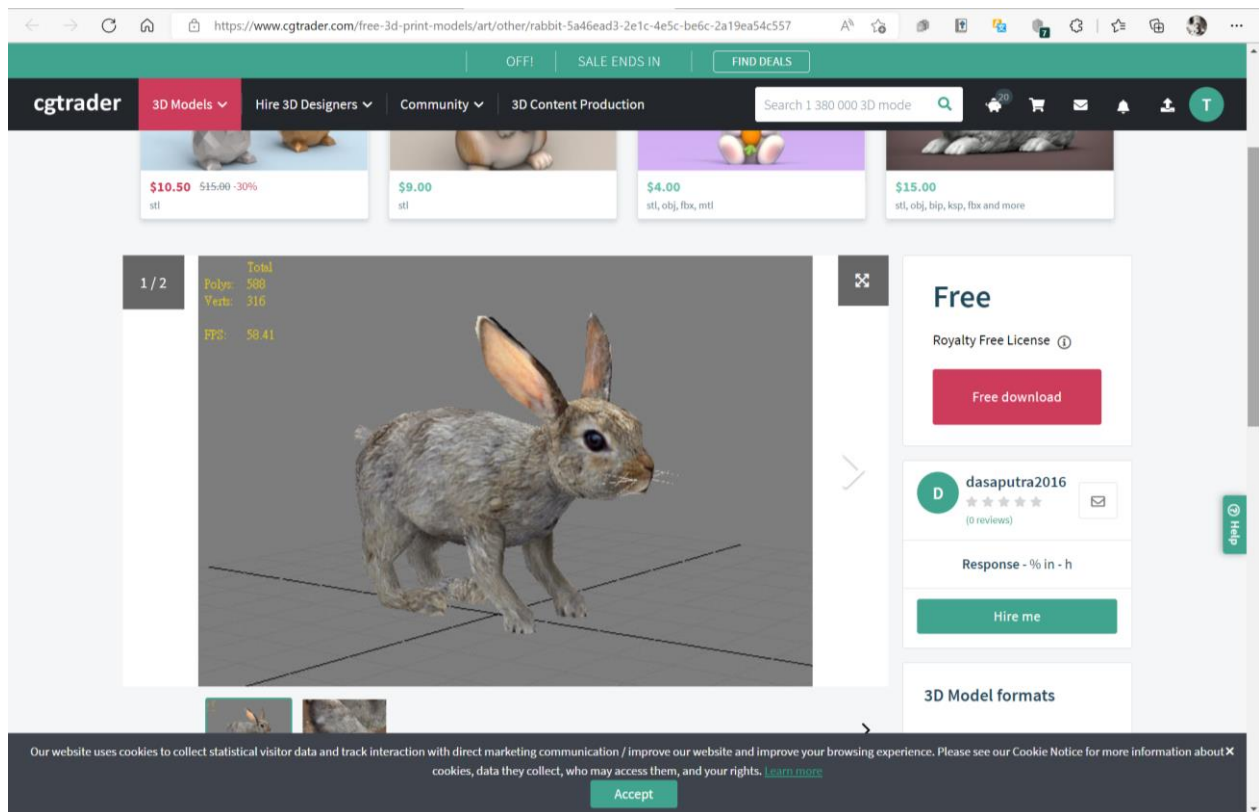 https://www.cgtrader.com/free-3d-print-models/art/other/rabbit-5a46ead3-2e1c-4e5c-be6c-2a19ea54c557
7
OFF! SALE ENDS IN FIND DEALS
cgtrader 3D Models Hire 3D Designers Community 3D Content Production Search 1 380 000 3D mode 20 T
$10.50 $15.00 -30% $9.00 $4.00 $15.00
stl stl stl, obj, fbx, mtl stl, obj, bip, ksp, fbx and more
1 / 2
Total
Polys: 588
Verts: 316
FPS: 58.41
Free
Royalty Free License
Free download
D dasaputra2016
(0 reviews)
Response - % in - h
Hire me
Help
3D Model formats
Our website uses cookies to collect statistical visitor data and track interaction with direct marketing communication / improve our website and improve your browsing experience. Please see our Cookie Notice for more information about
cookies, data they collect, who may access them, and your rights. Learn more
Accept